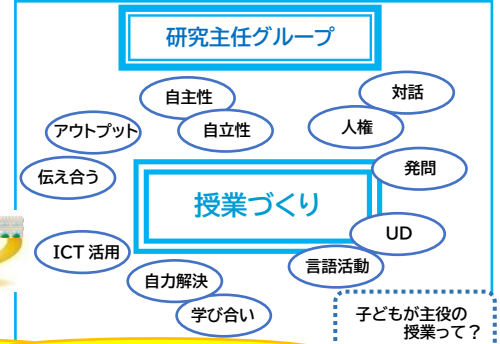 研究主任グループ
自主性
対話
アウトプット
自立性
人権
伝え合う
発問
授業づくり
UD
ICT 活用
言語活動
自力解決
学び合い
子どもが主役の
授業って？